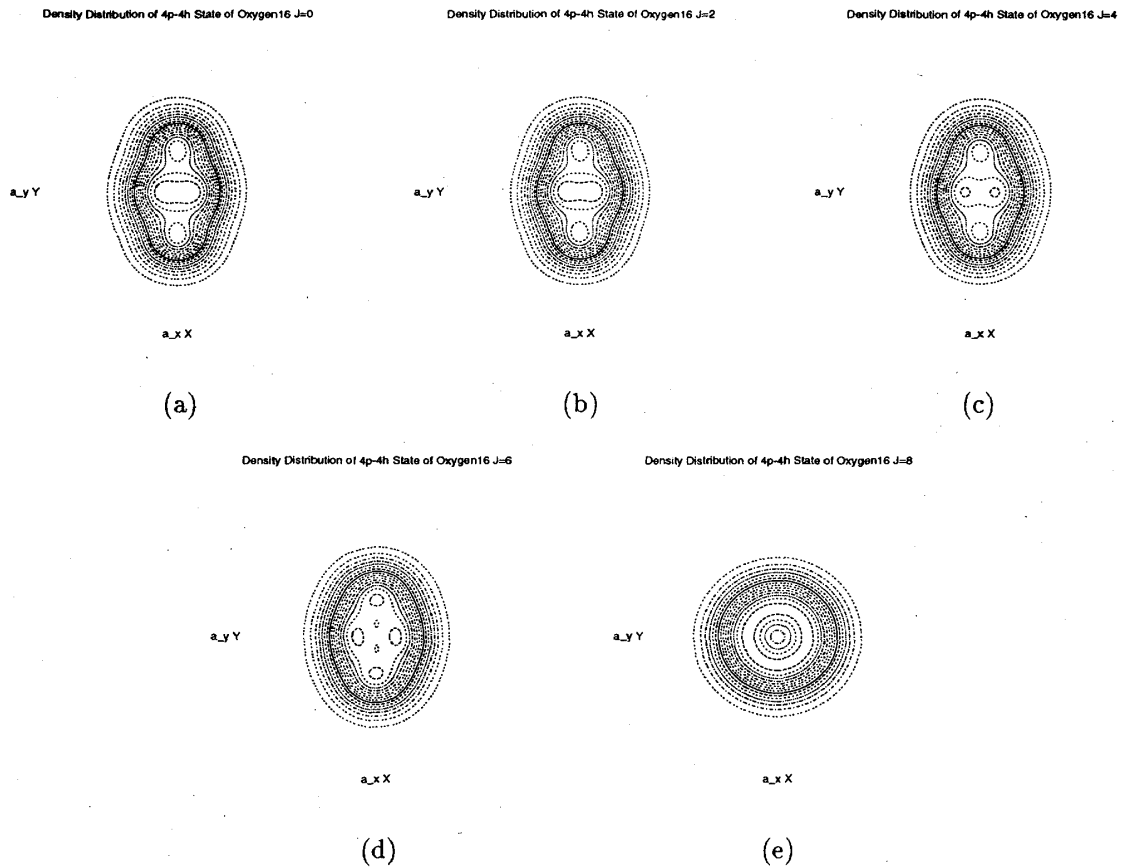 Density Distribution of 4p-4h State of Oxygen16 J=0
Density Distribution of 4p-4h State of Oxygen16 J=2
Density Distribution of 4p-4h State of Oxygen16 J=4
a_y Y
a_y Y
a_y Y
a_x X
a_x X
a_x X
(a)
(b)
(c)
Density Distribution of 4p-4h State of Oxygen16 J=6
Density Distribution of 4p-4h State of Oxygen16 J=8
a_y Y
a_y Y
a_x X
a_x X
(d)
(e)